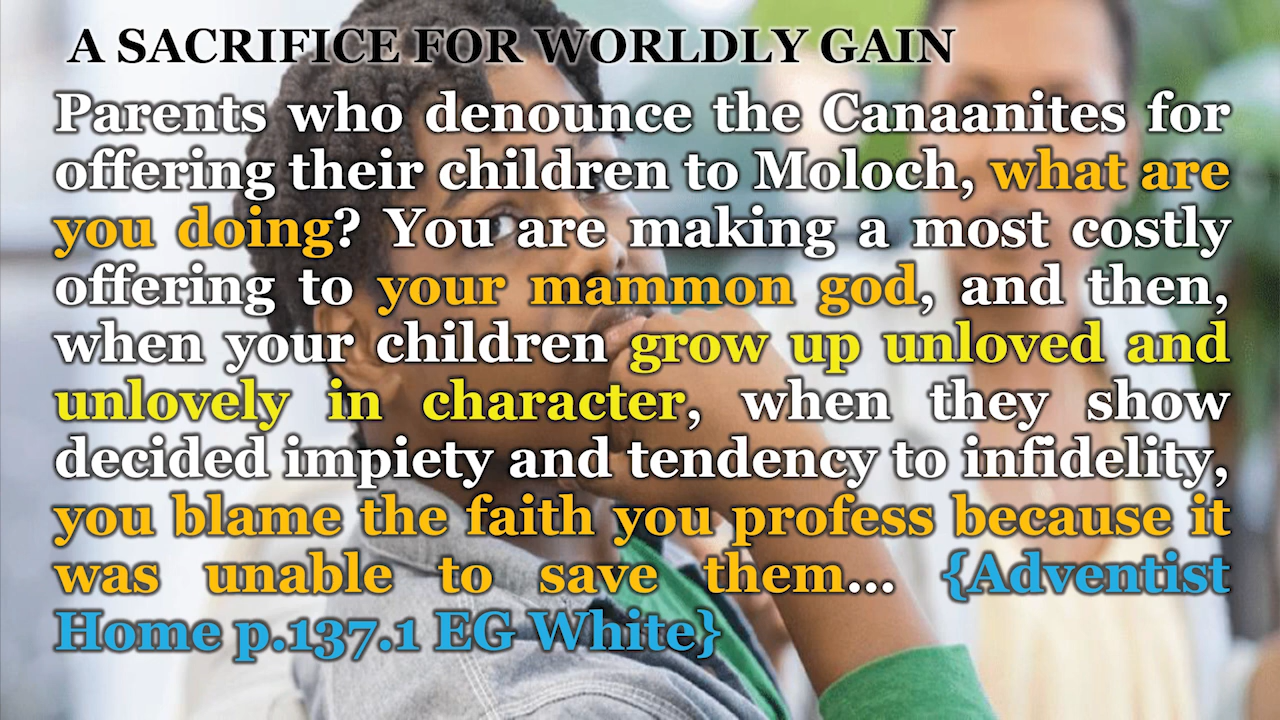 A SACRIFICE FOR WORLDLY GAIN
Parents who denounce the Canaanites for
offering their children to Moloch, what are
you doing? You are making a most costly
offering to your mammon god, and then,
when your children grow up unloved and
unlovely in character, when they show
decided impiety and tendency to infidelity,
you blame the faith you profess because it
was unable to save them... {Adventist
Home p.137.1 EG White}